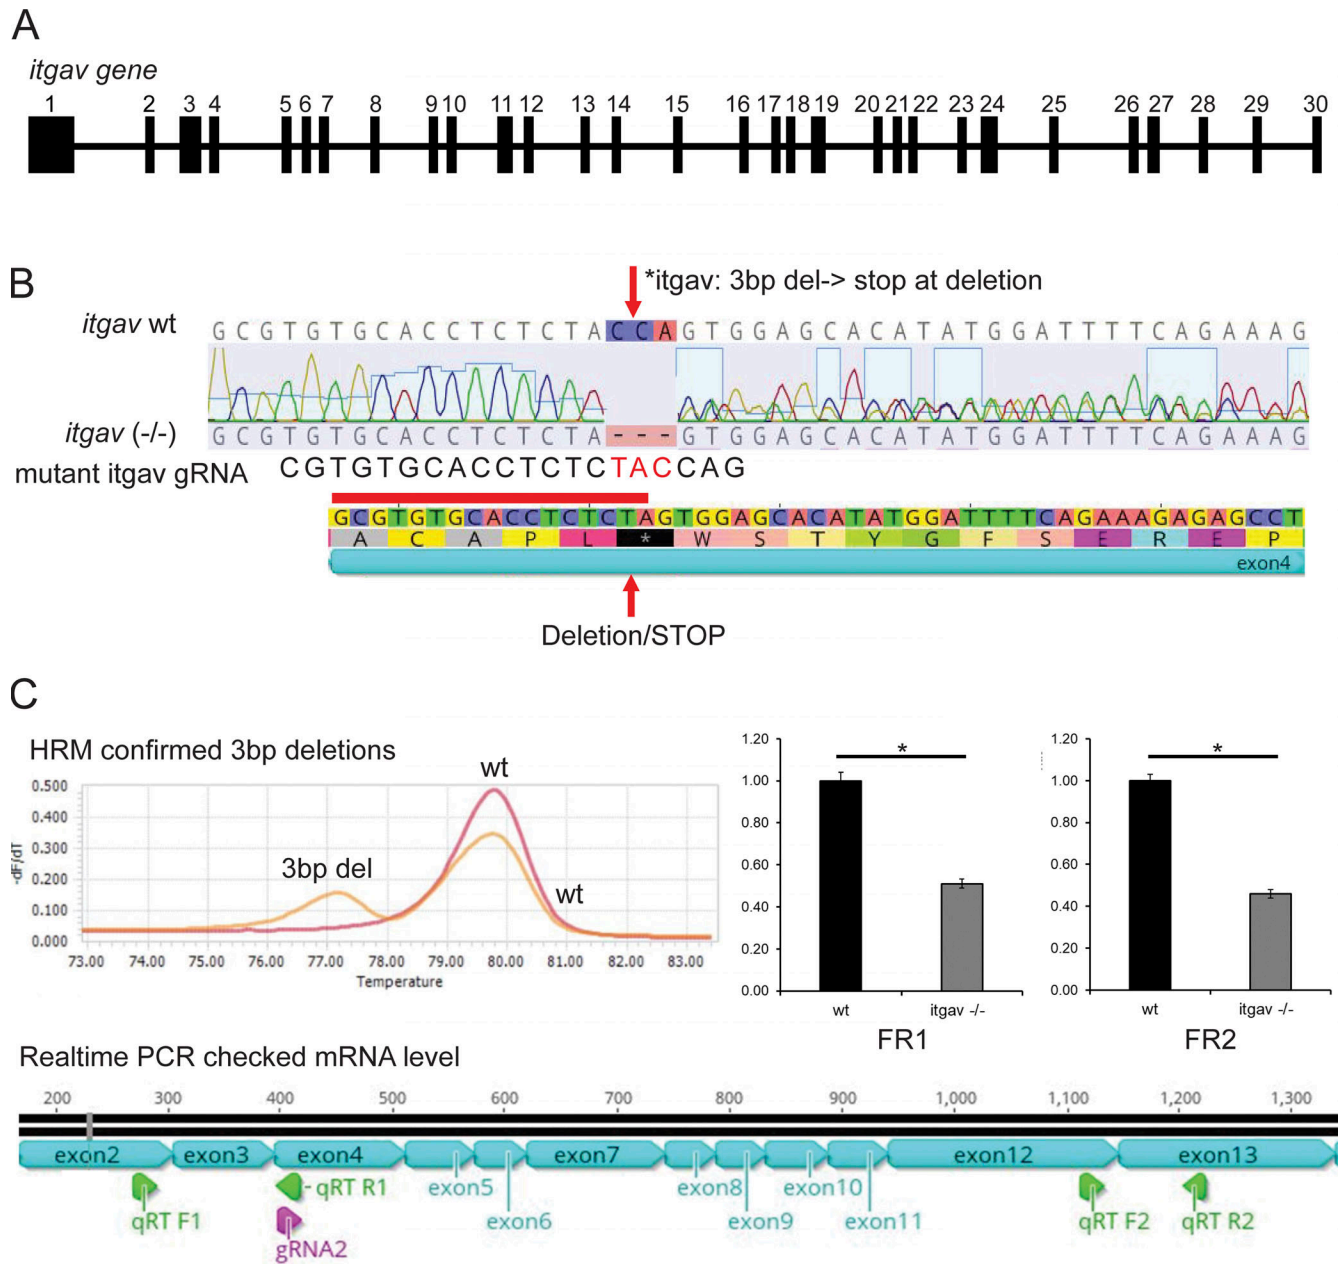 A
itgav gene
1 2 3 4 5 6 7 8 9 10 11 12 13 14 15 16 17 18 19 20 21 22 23 24 25 26 27 28 29 30
B
*itgav: 3bp del-> stop at deletion
itgav wt
G C G T G T G C A C C T C T C T A C C A G T G G A G C A C A T A T G G A T T T T C A G A A A G
itgav (-/-)
G C G T G T G C A C C T C T C T A - - - G T G G A G C A C A T A T G G A T T T T C A G A A A G
mutant itgav gRNA
CGTGTGCACCTCTCTACCAG
GCGTGTGCACCTCTCTAGTGGAGCACATATGGATTTTCAGAAAGAGAGCCT
A C A P L * W S T Y G F S E R E P
exon4
Deletion/STOP
C
HRM confirmed 3bp deletions
0.500
0.400
0.300
0.200
0.100
0.000
-dF/dT
wt
3bp del
wt
73.00 74.00 75.00 76.00 77.00 78.00 79.00 80.00 81.00 82.00 83.00
Temperature
1.20
1.00
0.80
0.60
0.40
0.20
0.00
*
wt itgav -/-
FR1
1.20
1.00
0.80
0.60
0.40
0.20
0.00
*
wt itgav -/-
FR2
Realtime PCR checked mRNA level
200 300 400 500 600 700 800 900 1,000 1,100 1,200 1,300
exon2 exon3 exon4 exon7 exon12 exon13
qRT R1 exon5 exon8 exon10
qRT F1 exon6 exon9 exon11 qRT F2 qRT R2
gRNA2